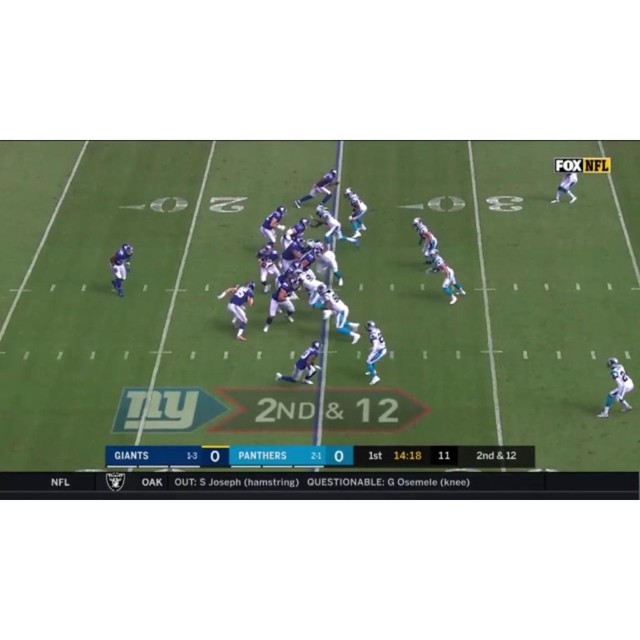 FOX NFL
20
30
ny
2ND & 12
GIANTS 1-3 0 PANTHERS 2-1 0 1st 14:18 11 2nd & 12
NFL OAK OUT: S Joseph (hamstring) QUESTIONABLE: G Osemele (knee)